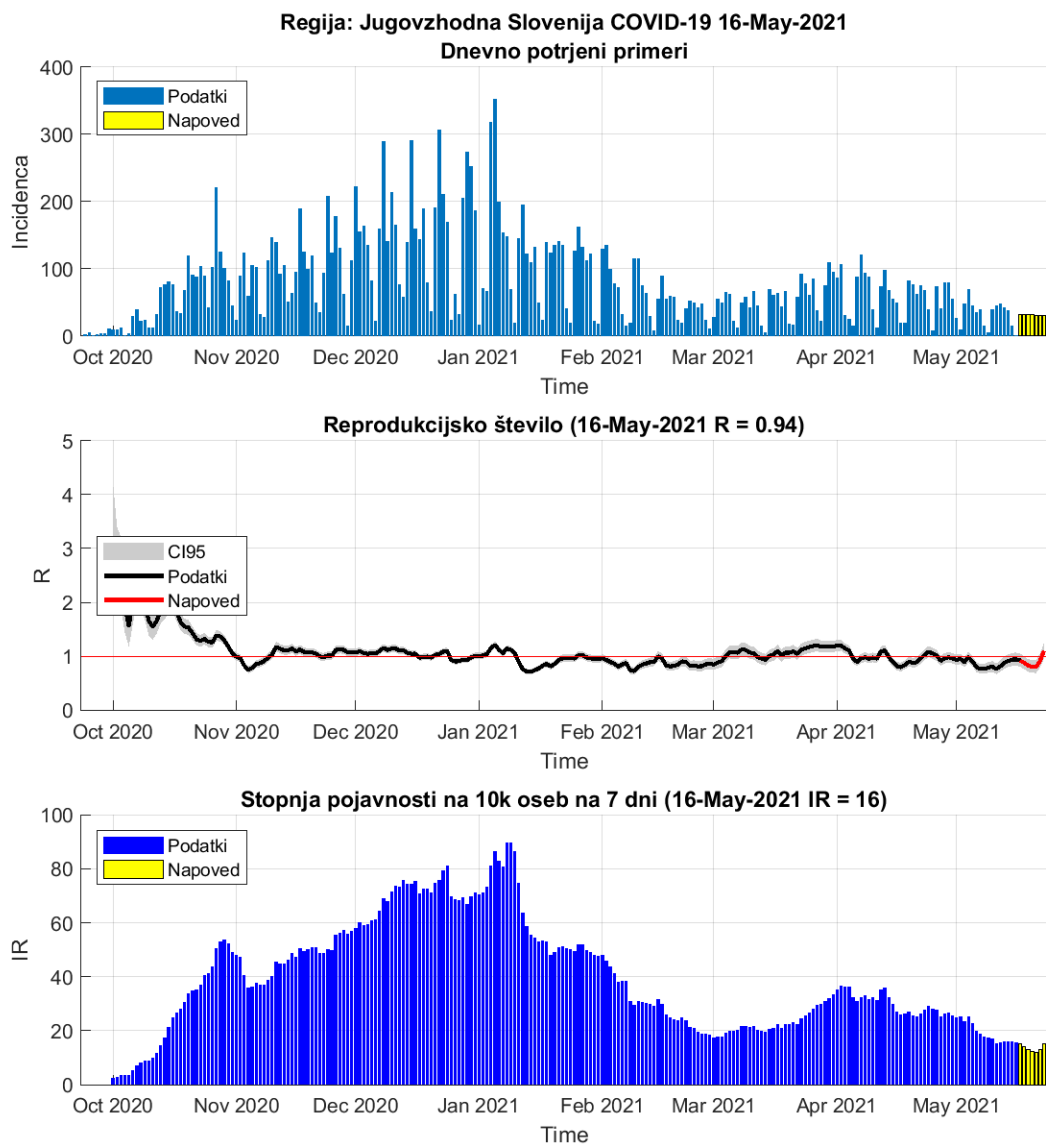 Regija: Jugovzhodna Slovenija COVID-19 16-May-2021
Dnevno potrjeni primeri
400
300
200
100
0
Incidenca
Podatki
Napoved
Oct 2020 Nov 2020 Dec 2020 Jan 2021 Feb 2021 Mar 2021 Apr 2021 May 2021
Time
Reprodukcijsko število (16-May-2021 R = 0.94)
5
4
3
2
1
0
R
CI95
Podatki
Napoved
Oct 2020 Nov 2020 Dec 2020 Jan 2021 Feb 2021 Mar 2021 Apr 2021 May 2021
Time
Stopnja pojavnosti na 10k oseb na 7 dni (16-May-2021 IR = 16)
100
80
60
40
20
0
IR
Podatki
Napoved
Oct 2020 Nov 2020 Dec 2020 Jan 2021 Feb 2021 Mar 2021 Apr 2021 May 2021
Time